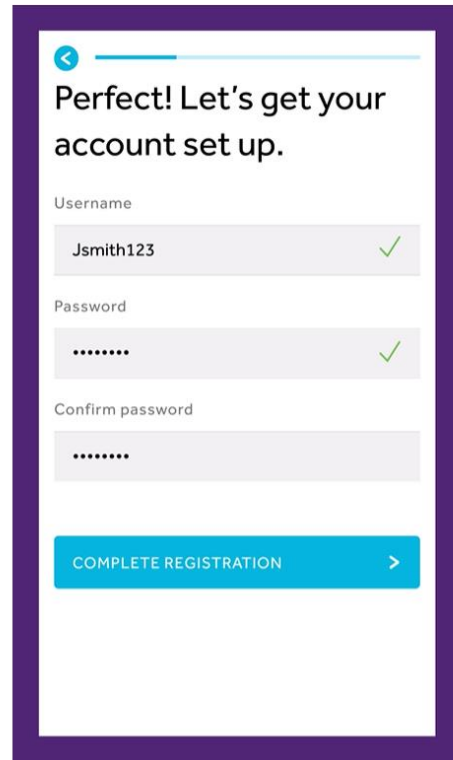 Perfect! Let's get your
account set up.
Username
Jsmith123
Password
••••••••
Confirm password
••••••••
COMPLETE REGISTRATION